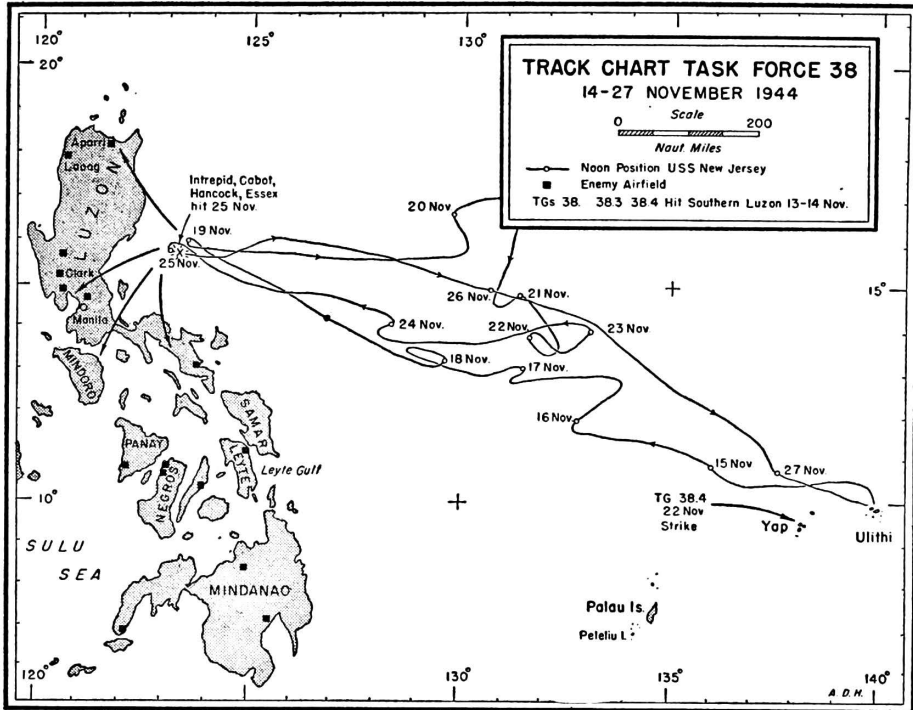 120°
125°
130°
20°
TRACK CHART TASK FORCE 38
14-27 NOVEMBER 1944
Scale
0 200
Naut. Miles
Noon Position USS New Jersey
Enemy Airfield
TGs 38. 38.3 38.4 Hit Southern Luzon 13-14 Nov.
Aparri
Laoag
LUZON
Intrepid, Cabot,
Hancock, Essex
hit 25 Nov.
19 Nov.
20 Nov.
25 Nov.
Clark
Manila
26 Nov.
21 Nov.
15°
24 Nov.
22 Nov.
23 Nov.
18 Nov.
17 Nov.
MINDORO
16 Nov.
SAMAR
PANAY
LEYTE
Leyte Gulf
NEGROS
15 Nov.
27 Nov.
10°
10°
TG 38.4
22 Nov
Strike
Yap
Ulithi
SULU
SEA
MINDANAO
Palau Is.
Peleliu I.
120°
130°
135°
140°
A.D.H.